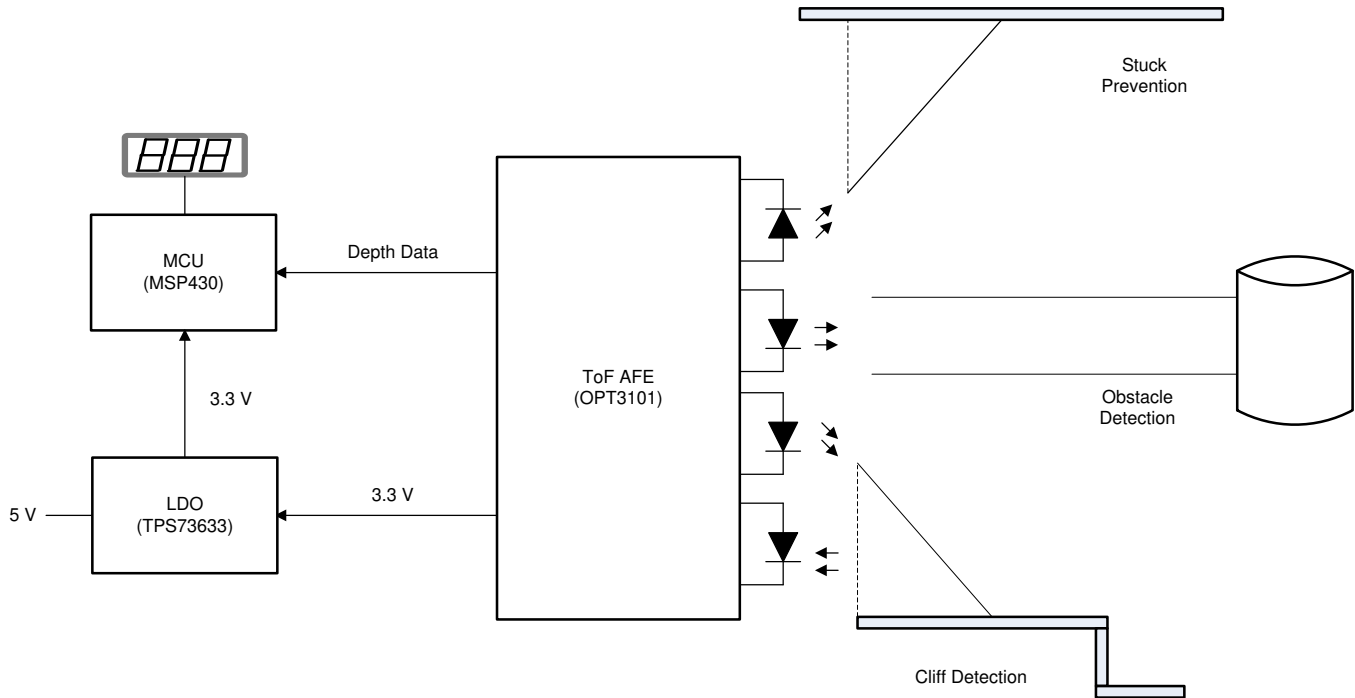 Stuck
Prevention
888
MCU
(MSP430)
Depth Data
ToF AFE
(OPT3101)
3.3 V
Obstacle
Detection
LDO
(TPS73633)
3.3 V
5 V
Cliff Detection